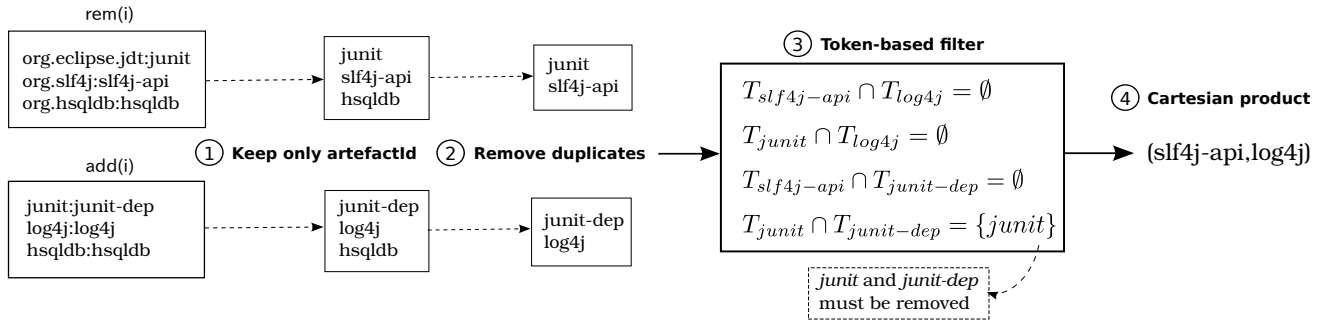 rem(i)
org.eclipse.jdt:junit
org.slf4j:slf4j-api
org.hsqldb:hsqldb
junit
slf4j-api
hsqldb
junit
slf4j-api
1 Keep only artefactId
2 Remove duplicates
add(i)
junit:junit-dep
log4j:log4j
hsqldb:hsqldb
junit-dep
log4j
hsqldb
junit-dep
log4j
3 Token-based filter
T_{slf4j-api} ∩ T_{log4j} = ∅
T_{junit} ∩ T_{log4j} = ∅
T_{slf4j-api} ∩ T_{junit-dep} = ∅
T_{junit} ∩ T_{junit-dep} = {junit}
junit and junit-dep
must be removed
4 Cartesian product
(slf4j-api,log4j)